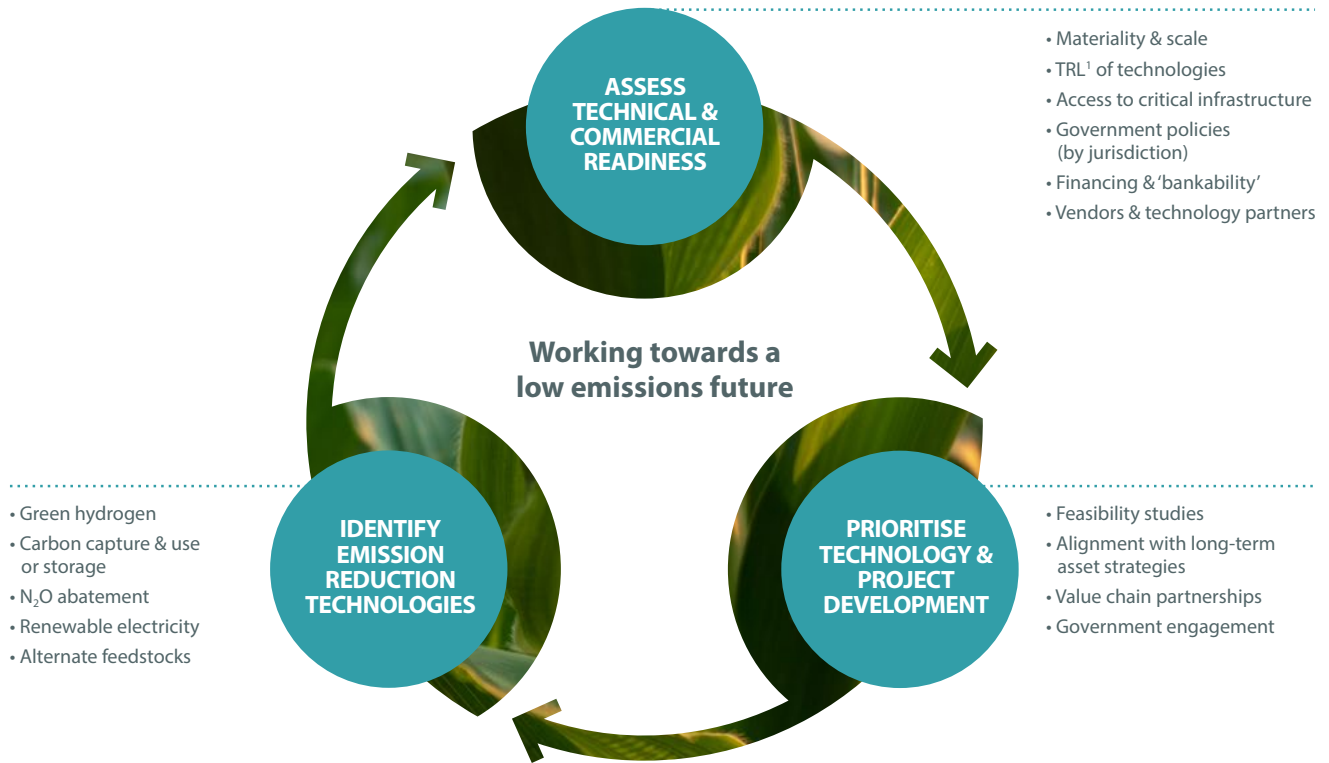 ASSESS
TECHNICAL &
COMMERCIAL
READINESS
• Materiality & scale
• TRL¹ of technologies
• Access to critical infrastructure
• Government policies
(by jurisdiction)
• Financing & ‘bankability’
• Vendors & technology partners
Working towards a
low emissions future
IDENTIFY
EMISSION
REDUCTION
TECHNOLOGIES
• Green hydrogen
• Carbon capture & use
or storage
• N₂O abatement
• Renewable electricity
• Alternate feedstocks
PRIORITISE
TECHNOLOGY &
PROJECT
DEVELOPMENT
• Feasibility studies
• Alignment with long-term
asset strategies
• Value chain partnerships
• Government engagement